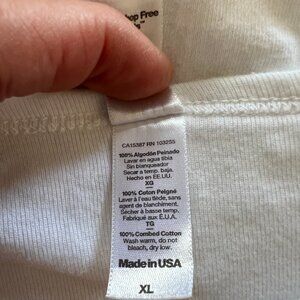 hop Free
CA15387 RN 103255
100% Algodón Peinado
Lavar en agua tibia
Sin blanqueador
Secar a temp. baja.
Hecho en EE.UU.
XG
100% Coton Peigné
Laver à l'eau tiède, sans
agent de blanchiment.
Sécher à basse temp.
Fabriqué aux E.U.A.
TG
100% Combed Cotton
Wash warm, do not
bleach, dry low.
Made in USA
XL